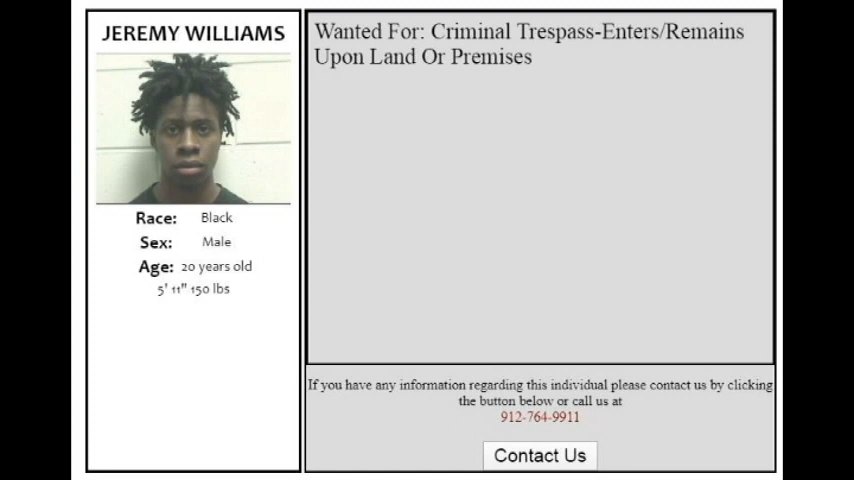 JEREMY WILLIAMS
Race: Black
Sex: Male
Age: 20 years old
5' 11" 150 lbs
Wanted For: Criminal Trespass-Enters/Remains
Upon Land Or Premises
If you have any information regarding this individual please contact us by clicking
the button below or call us at
912-764-9911
Contact Us